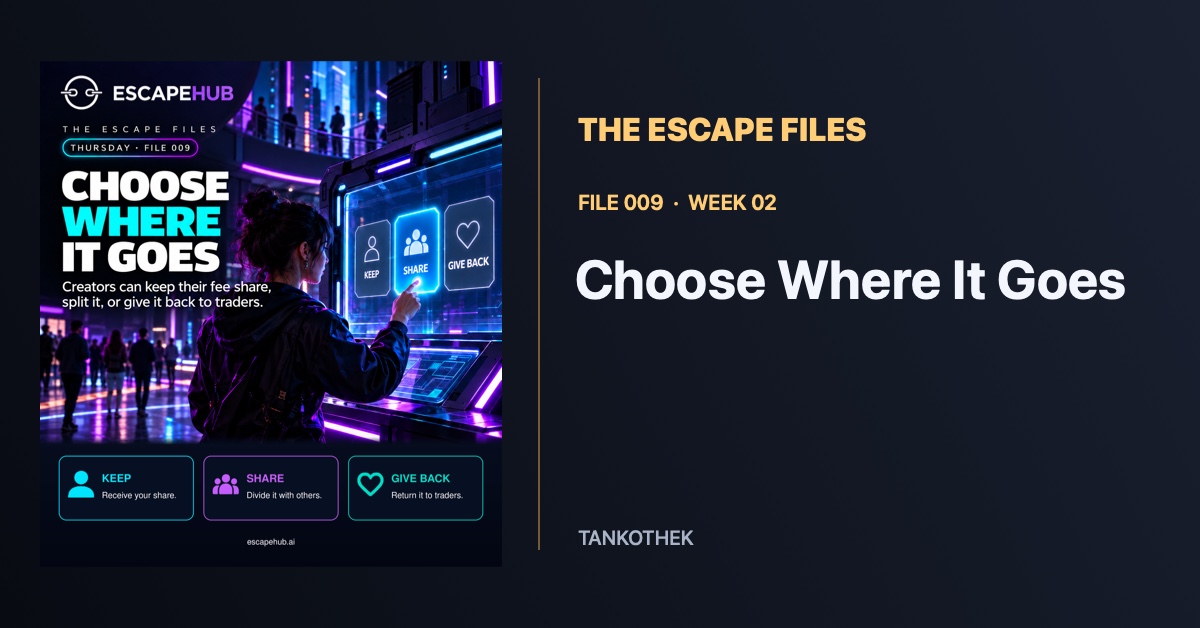 ESCAPEHUB
THE ESCAPE FILES
THURSDAY · FILE 009
CHOOSE
WHERE
IT GOES
Creators can keep their fee share,
split it, or give it back to traders.
KEEP
SHARE
GIVE BACK
KEEP
Receive your share.
SHARE
Divide it with others.
GIVE BACK
Return it to traders.
escapehub.ai
THE ESCAPE FILES
FILE 009 · WEEK 02
Choose Where It Goes
TANKOTHEK